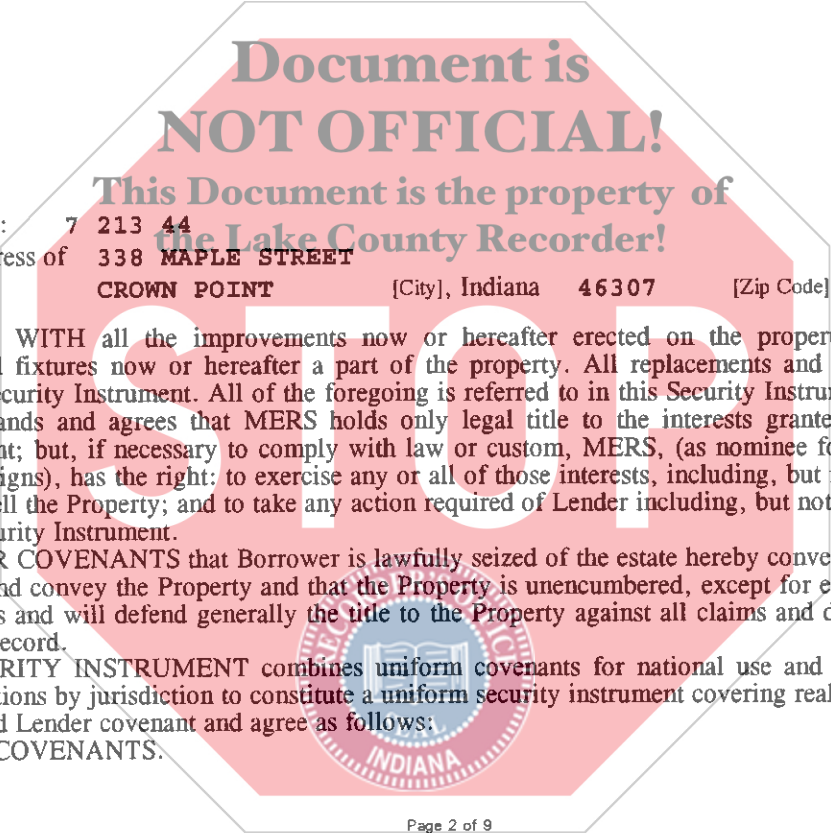 Document is
NOT OFFICIAL!
This Document is the property of
the Lake County Recorder!
: 7 213 44
ress of 338 MAPLE STREET
CROWN POINT [City], Indiana 46307 [Zip Code]
STOP
WITH all the improvements now or hereafter erected on the proper
l fixtures now or hereafter a part of the property. All replacements and
ecurity Instrument. All of the foregoing is referred to in this Security Instru
ands and agrees that MERS holds only legal title to the interests grante
nt; but, if necessary to comply with law or custom, MERS, (as nominee fo
igns), has the right: to exercise any or all of those interests, including, but
ell the Property; and to take any action required of Lender including, but not
urity Instrument.
R COVENANTS that Borrower is lawfully seized of the estate hereby conve
nd convey the Property and that the Property is unencumbered, except for e
s and will defend generally the title to the Property against all claims and d
ecord.
RITY INSTRUMENT combines uniform covenants for national use and
tions by jurisdiction to constitute a uniform security instrument covering real
d Lender covenant and agree as follows:
COVENANTS.
RECORDER'S OFFICE
SEAL
INDIANA
Page 2 of 9